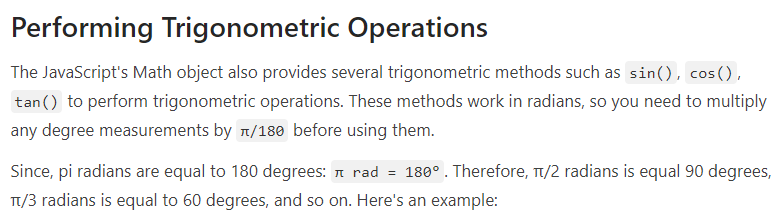 Performing Trigonometric Operations
The JavaScript's Math object also provides several trigonometric methods such as sin(), cos(),
tan() to perform trigonometric operations. These methods work in radians, so you need to multiply
any degree measurements by π/180 before using them.
Since, pi radians are equal to 180 degrees: π rad = 180°. Therefore, π/2 radians is equal 90 degrees,
π/3 radians is equal to 60 degrees, and so on. Here's an example: